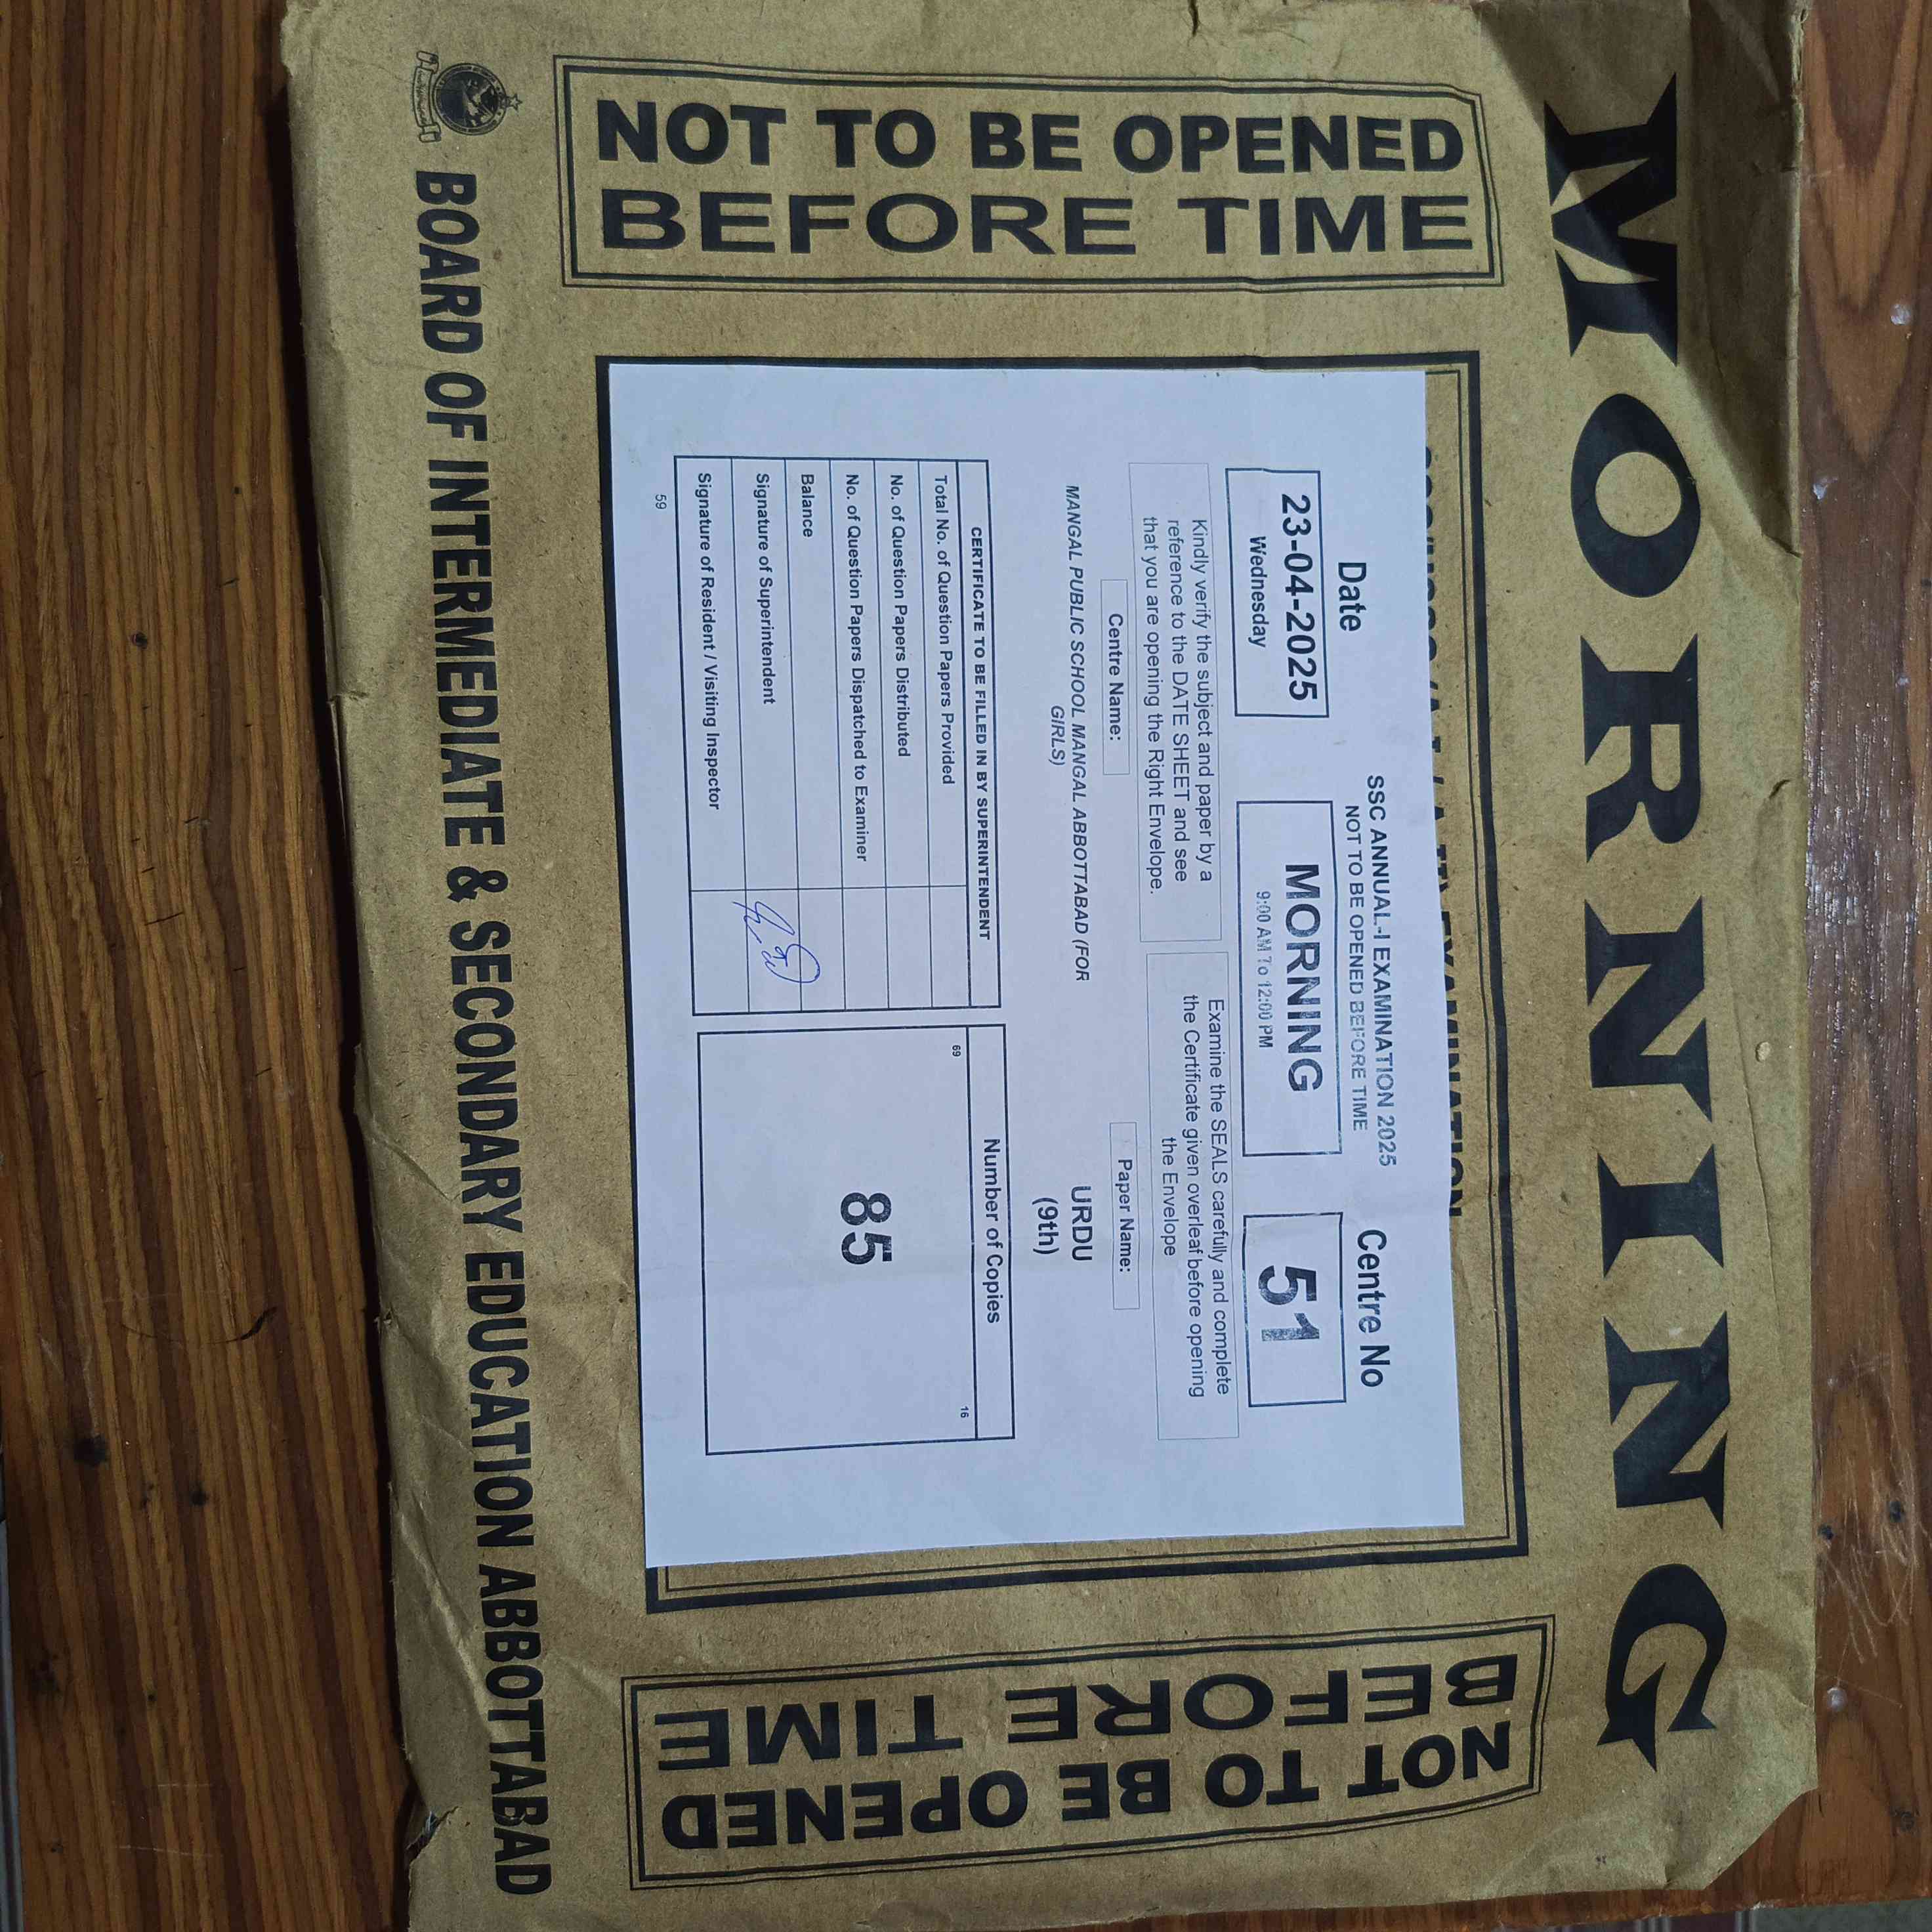 MORNING
NOT TO BE OPENED
BEFORE TIME
SSC ANNUAL-I EXAMINATION 2025
NOT TO BE OPENED BEFORE TIME
Date
Centre No
23-04-2025
Wednesday
MORNING
9:00 AM To 12:00 PM
51
Kindly verify the subject and paper by a
reference to the DATE SHEET and see
that you are opening the Right Envelope.
Examine the SEALS carefully and complete
the Certificate given overleaf before opening
the Envelope
Centre Name:
Paper Name:
MANGAL PUBLIC SCHOOL MANGAL ABBOTTABAD (FOR
GIRLS)
URDU
(9th)
CERTIFICATE TO BE FILLED IN BY SUPERINTENDENT
Total No. of Question Papers Provided
No. of Question Papers Distributed
No. of Question Papers Dispatched to Examiner
Balance
Signature of Superintendent
Signature of Resident / Visiting Inspector
59
Number of Copies
69
16
85
NOT TO BE OPENED
BEFORE TIME
BOARD OF INTERMEDIATE & SECONDARY EDUCATION ABBOTTABAD